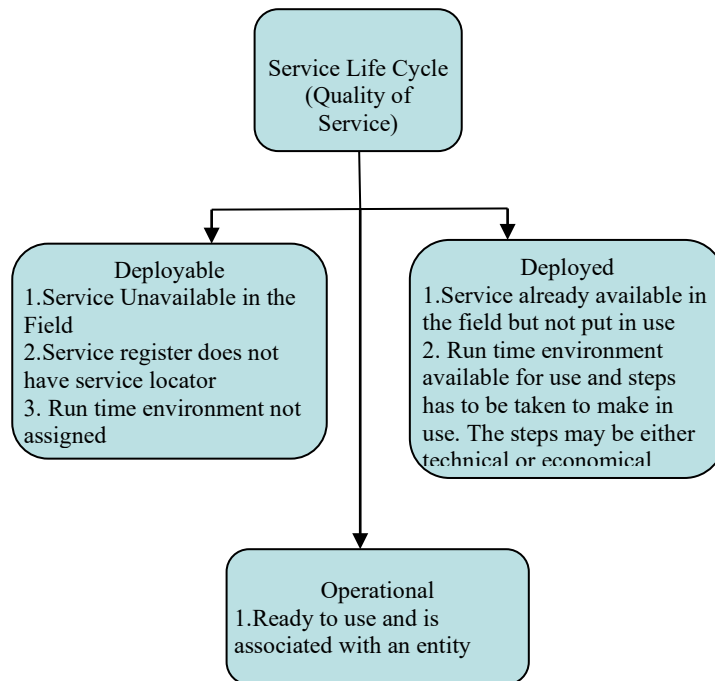 Service Life Cycle
(Quality of
Service)
Deployable
1.Service Unavailable in the
Field
2.Service register does not
have service locator
3. Run time environment not
assigned
Deployed
1.Service already available in
the field but not put in use
2. Run time environment
available for use and steps
has to be taken to make in
use. The steps may be either
technical or economical
Operational
1.Ready to use and is
associated with an entity